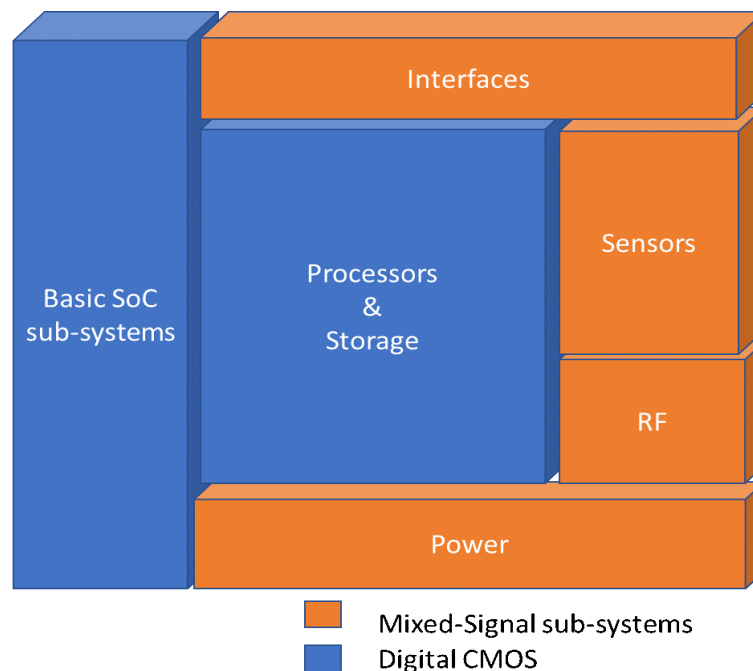 Interfaces
Basic SoC
sub-systems
Processors
&
Storage
Sensors
RF
Power
Mixed-Signal sub-systems
Digital CMOS